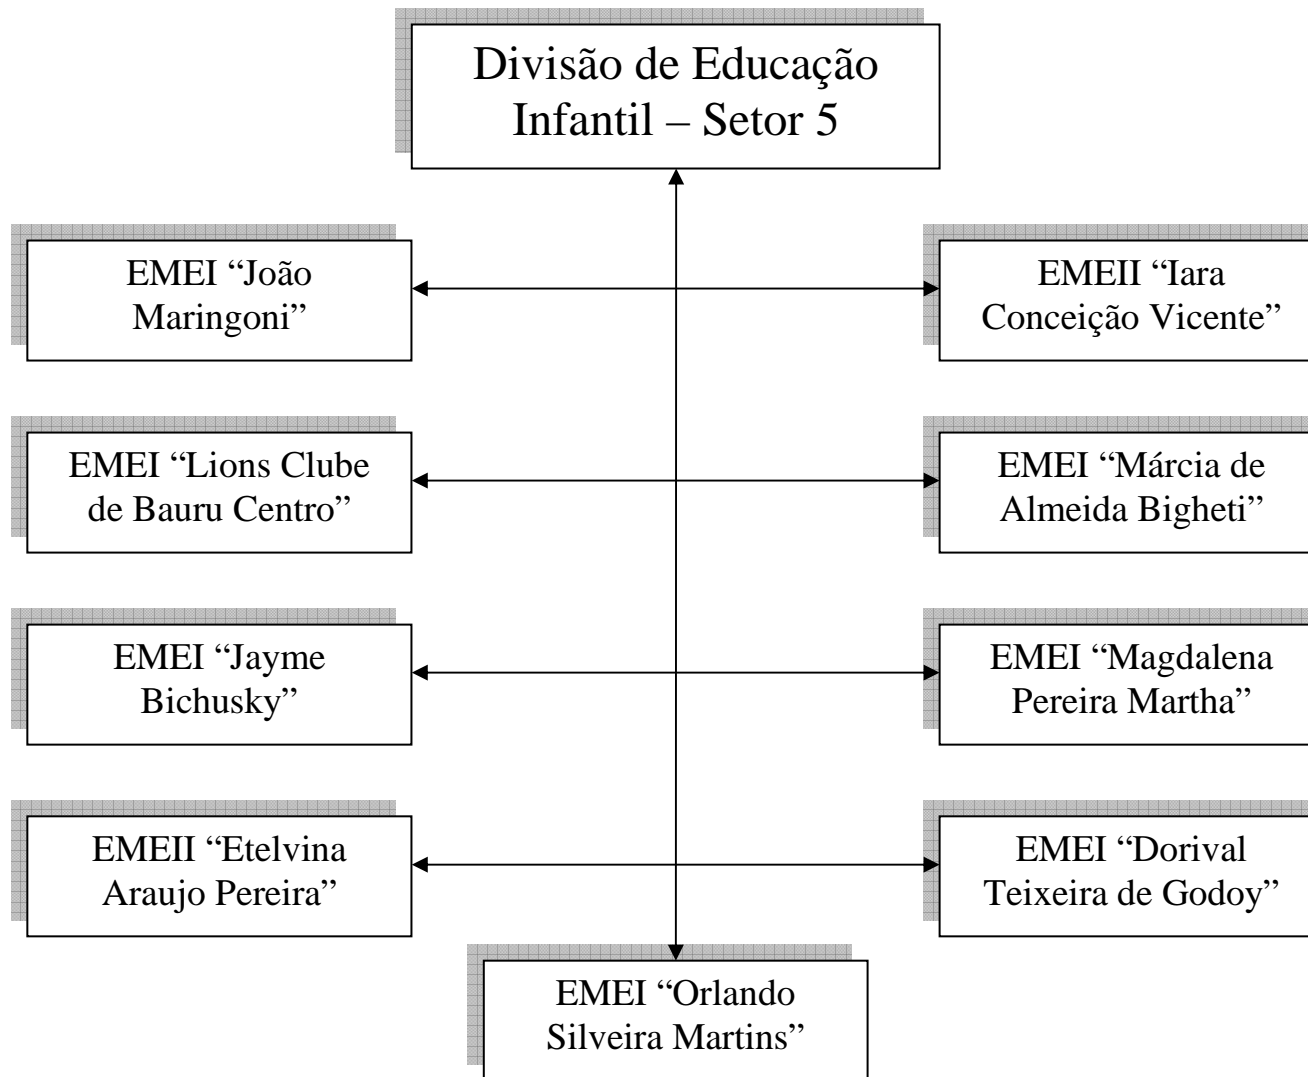 Divisão de Educação
Infantil – Setor 5
EMEI “João
Maringoni”
EMEII “Iara
Conceição Vicente”
EMEI “Lions Clube
de Bauru Centro”
EMEI “Márcia de
Almeida Bigheti”
EMEI “Jayme
Bichusky”
EMEI “Magdalena
Pereira Martha”
EMEII “Etelvina
Araujo Pereira”
EMEI “Dorival
Teixeira de Godoy”
EMEI “Orlando
Silveira Martins”